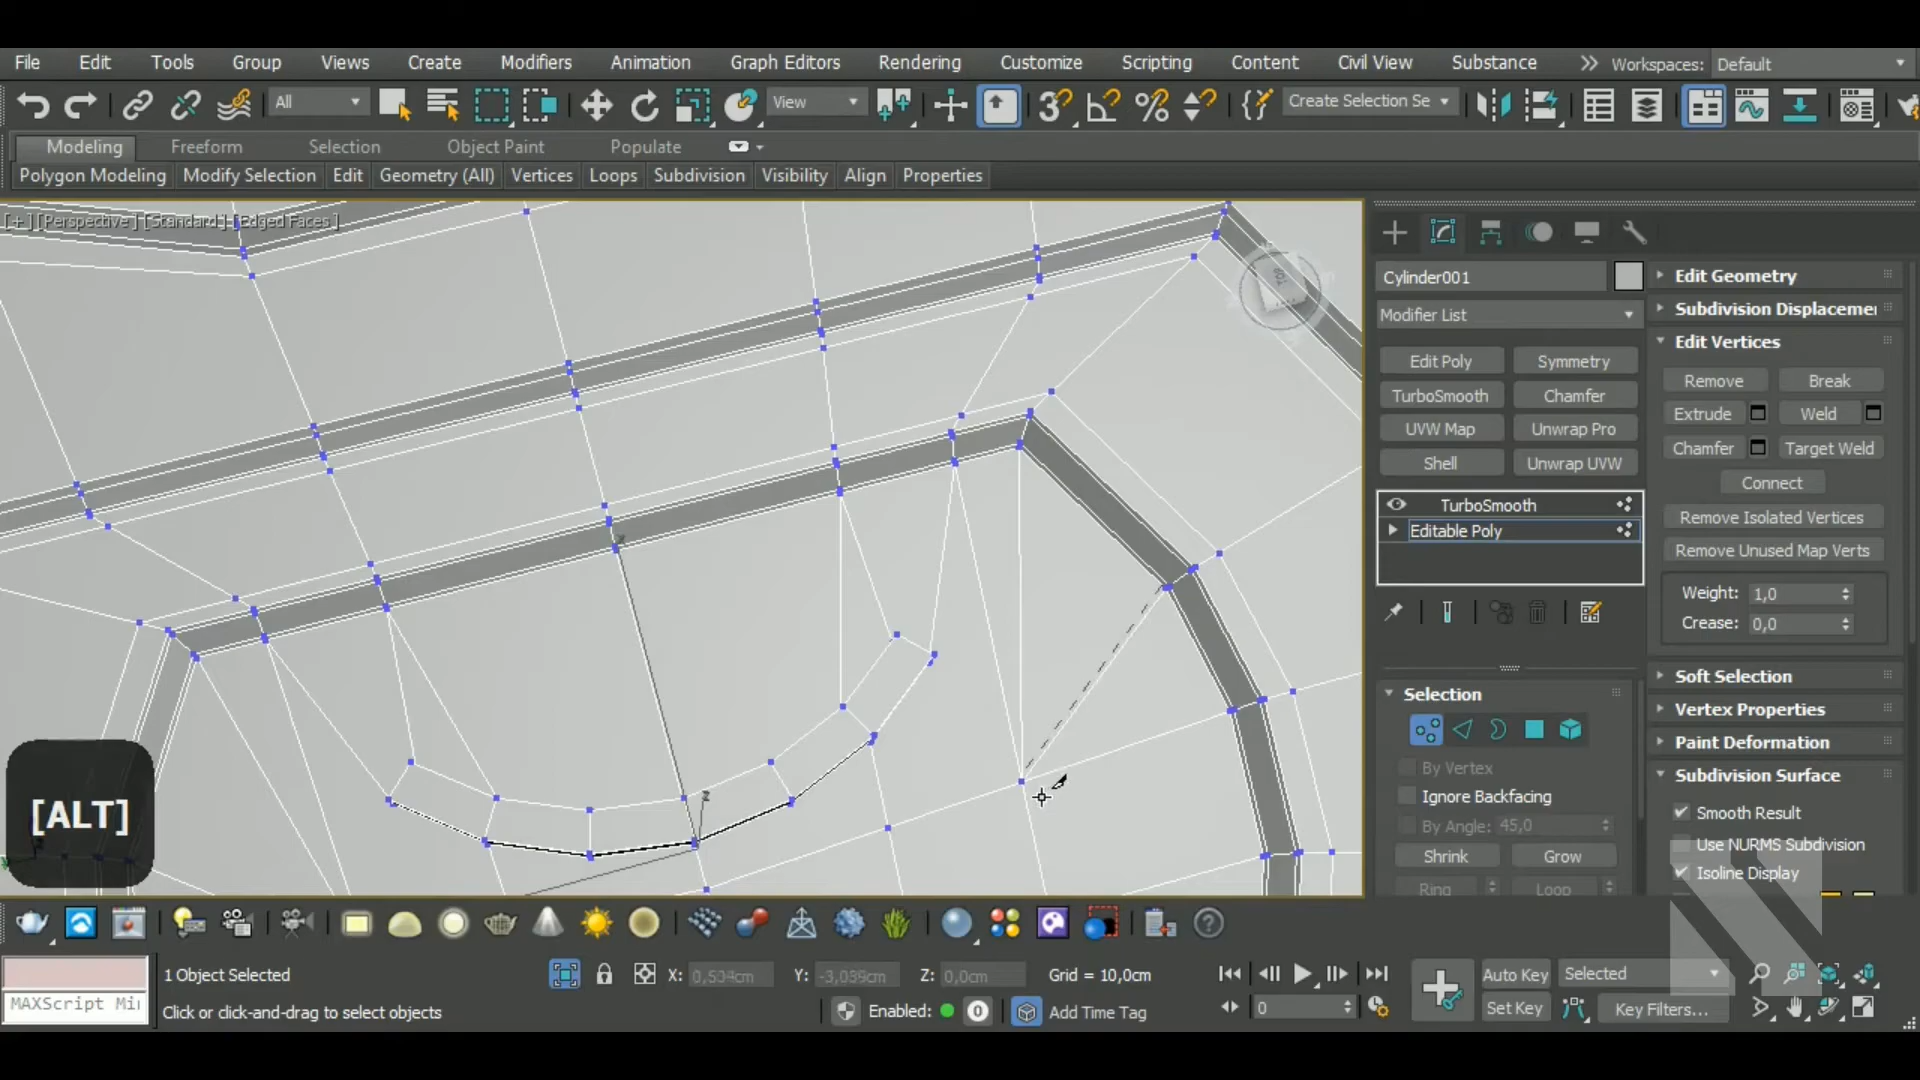 File Edit Tools Group Views Create Modifiers Animation Graph Editors Rendering Customize Scripting Content Civil View Substance Workspaces: Default
All View Create Selection Se
Modeling Freeform Selection Object Paint Populate
Polygon Modeling Modify Selection Edit Geometry (All) Vertices Loops Subdivision Visibility Align Properties
[+] [Perspective] [Standard] [Edged Faces]
Cylinder001
Modifier List
Edit Poly Symmetry
TurboSmooth Chamfer
UVW Map Unwrap Pro
Shell Unwrap UVW
TurboSmooth
Editable Poly
Selection
By Vertex
Ignore Backfacing
By Angle: 45,0
Shrink Grow
Ring Loop
Edit Geometry
Subdivision Displacemer
Edit Vertices
Remove Break
Extrude Weld
Chamfer Target Weld
Connect
Remove Isolated Vertices
Remove Unused Map Verts
Weight: 1,0
Crease: 0,0
Soft Selection
Vertex Properties
Paint Deformation
Subdivision Surface
Smooth Result
Use NURMS Subdivision
Isoline Display
[ALT]
z
x
MAXScript Mi
1 Object Selected
Click or click-and-drag to select objects
X: 0,534cm Y: -3,039cm Z: 0,0cm Grid = 10,0cm
Enabled: 0 Add Time Tag
0
Auto Key Selected
Set Key Key Filters...